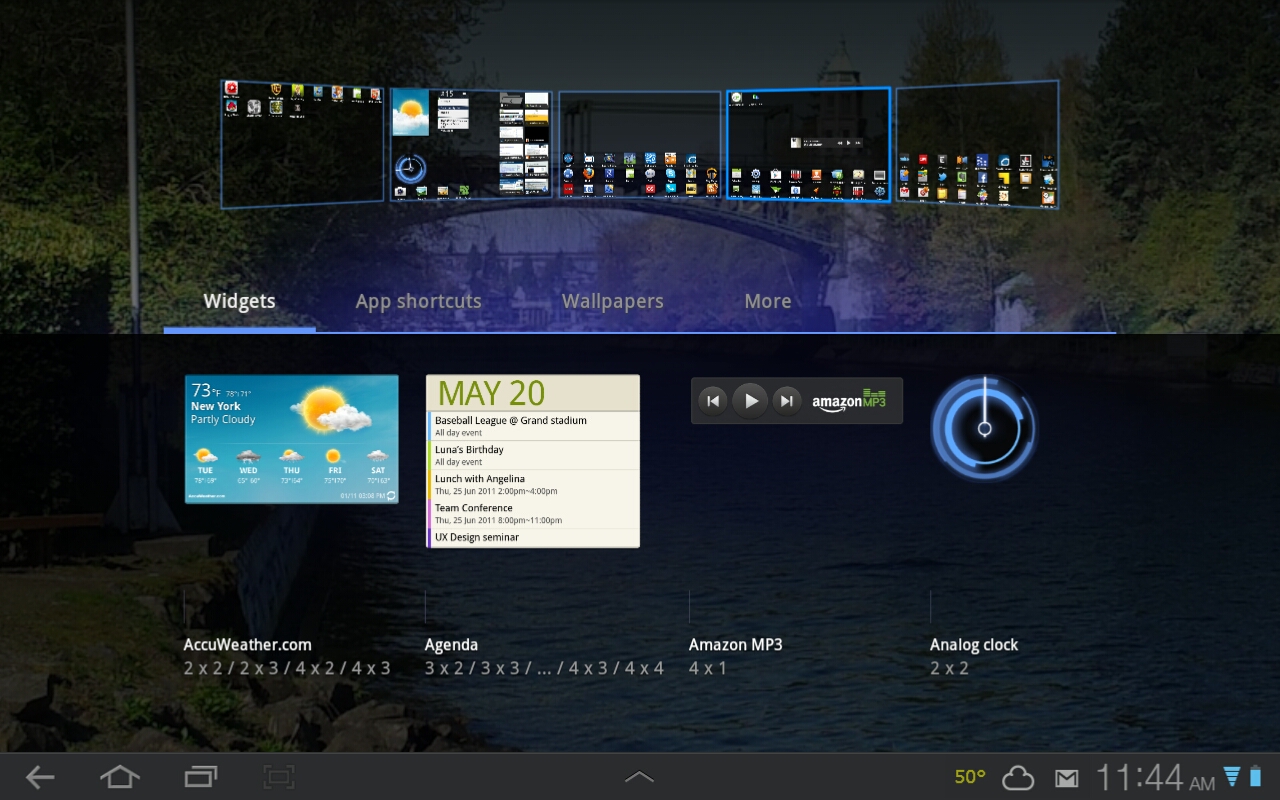 #15
Widgets
App shortcuts
Wallpapers
More
73°F 78°/71°
New York
Partly Cloudy
TUE WED THU FRI SAT
AccuWeather.com
MAY 20
Baseball League @ Grand stadium
All day event
Luna's Birthday
All day event
Lunch with Angelina
Thu, 25 Jun 2011 2:00pm~4:00pm
Team Conference
Thu, 25 Jun 2011 8:00pm~11:00pm
UX Design seminar
amazonMP3
AccuWeather.com
2 x 2 / 2 x 3 / 4 x 2 / 4 x 3
Agenda
3 x 2 / 3 x 3 / ... / 4 x 3 / 4 x 4
Amazon MP3
4 x 1
Analog clock
2 x 2
50°
11:44 AM